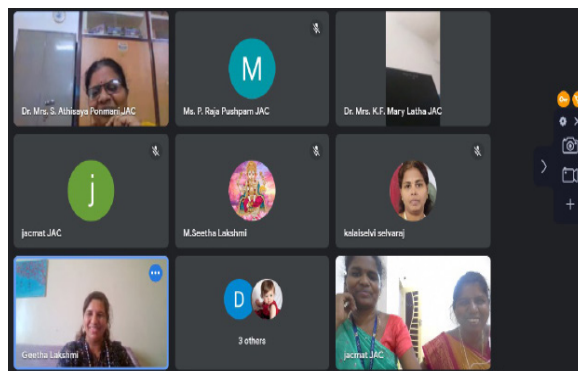 Dr. Mrs. S. Athisaya Ponmani JAC
M
Ms. P. Raja Pushpam JAC
Dr. Mrs. K.F. Mary Latha JAC
j
jacmat JAC
M.Seetha Lakshmi
kalaiselvi selvaraj
Geetha Lakshmi
D
3 others
jacmat JAC